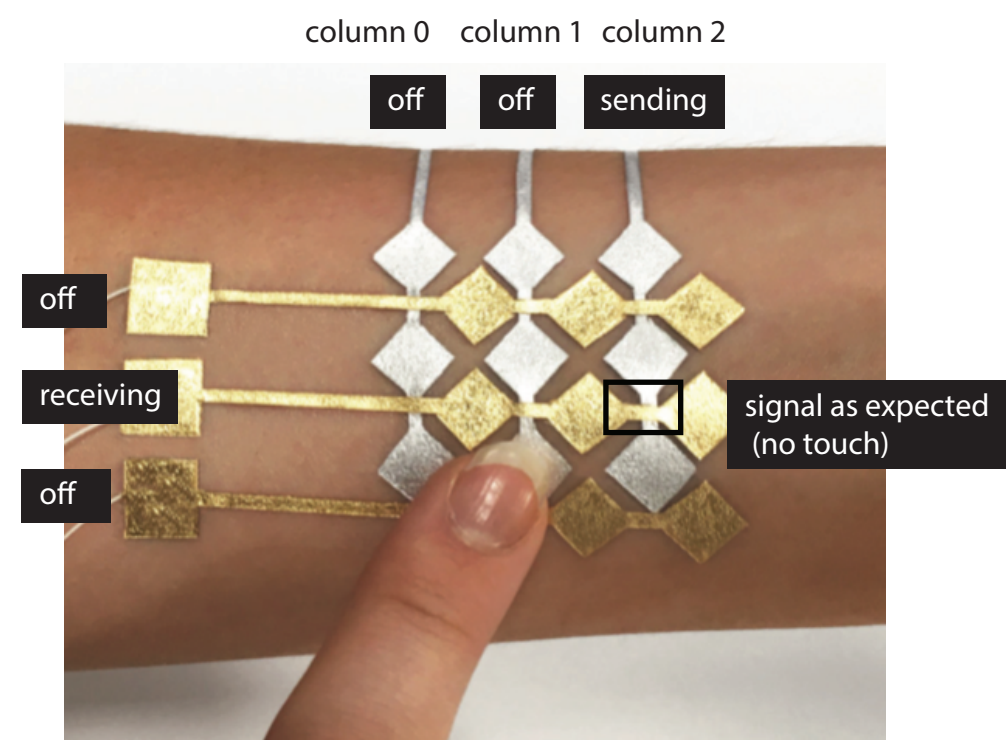 column 0 column 1 column 2
off off sending
off
receiving
signal as expected
(no touch)
off